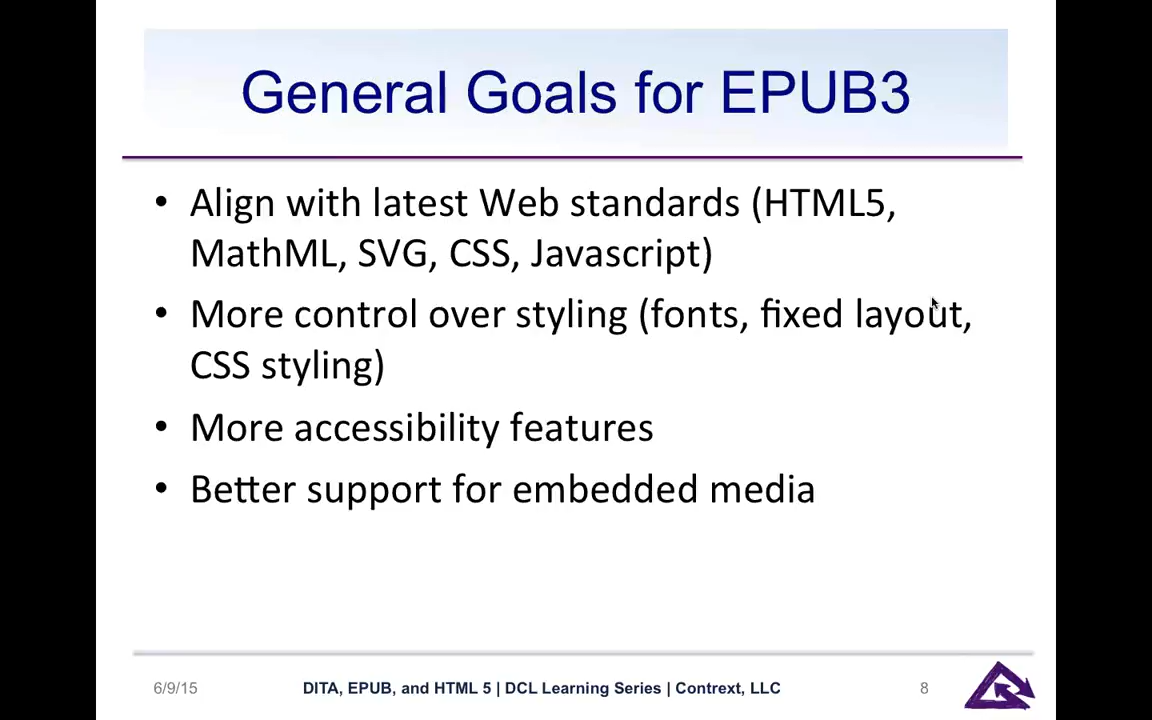 General Goals for EPUB3
• Align with latest Web standards (HTML5,
MathML, SVG, CSS, Javascript)
• More control over styling (fonts, fixed layout,
CSS styling)
• More accessibility features
• Better support for embedded media
6/9/15 DITA, EPUB, and HTML 5 | DCL Learning Series | Contrext, LLC 8